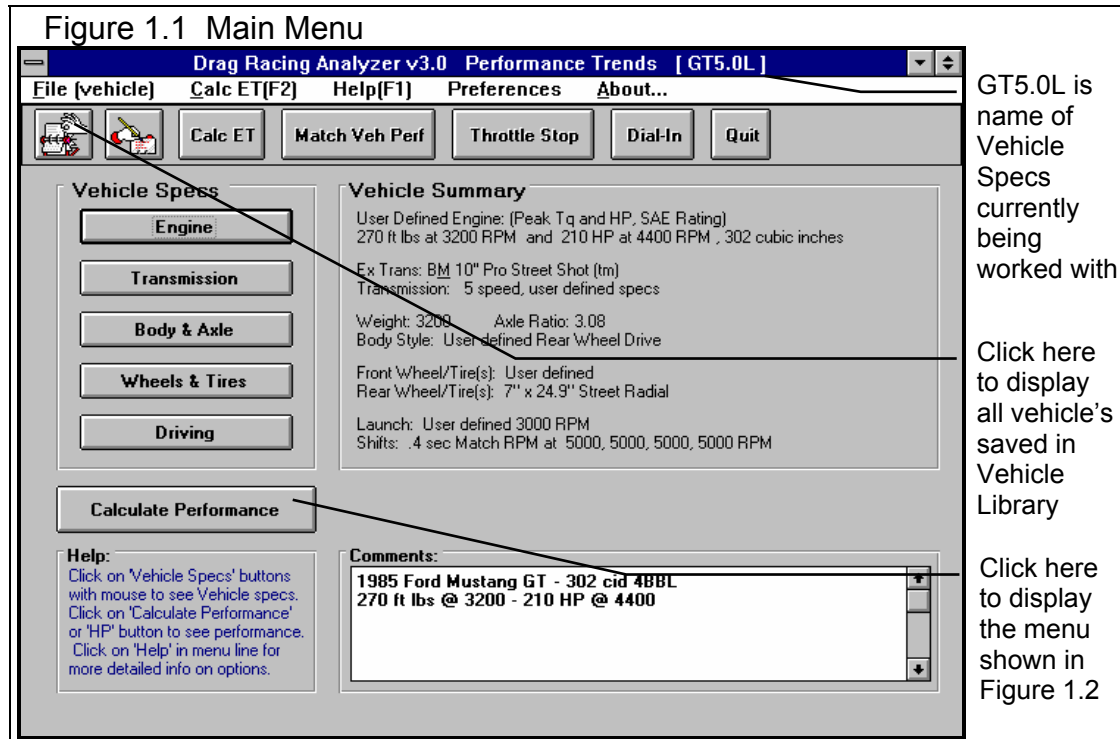 Figure 1.1  Main Menu
Drag Racing Analyzer v3.0   Performance Trends   [ GT5.0L ]
File (vehicle)   Calc ET(F2)   Help(F1)   Preferences   About...
Calc ET   Match Veh Perf   Throttle Stop   Dial-In   Quit
Vehicle Specs
Engine
Transmission
Body & Axle
Wheels & Tires
Driving
Vehicle Summary
User Defined Engine: (Peak Tq and HP, SAE Rating)
270 ft lbs at 3200 RPM  and  210 HP at 4400 RPM , 302 cubic inches
Ex Trans: BM 10" Pro Street Shot (tm)
Transmission:   5 speed, user defined specs
Weight: 3200   Axle Ratio: 3.08
Body Style:  User defined Rear Wheel Drive
Front Wheel/Tire(s):  User defined
Rear Wheel/Tire(s):  7" x 24.9" Street Radial
Launch:  User defined 3000 RPM
Shifts:  .4 sec Match RPM at  5000, 5000, 5000, 5000 RPM
Calculate Performance
Help:
Click on 'Vehicle Specs' buttons
with mouse to see Vehicle specs.
Click on 'Calculate Performance'
or 'HP' button to see performance.
Click on 'Help' in menu line for
more detailed info on options.
Comments:
1985 Ford Mustang GT - 302 cid 4BBL
270 ft lbs @ 3200 - 210 HP @ 4400
GT5.0L is
name of
Vehicle
Specs
currently
being
worked with
Click here
to display
all vehicle's
saved in
Vehicle
Library
Click here
to display
the menu
shown in
Figure 1.2